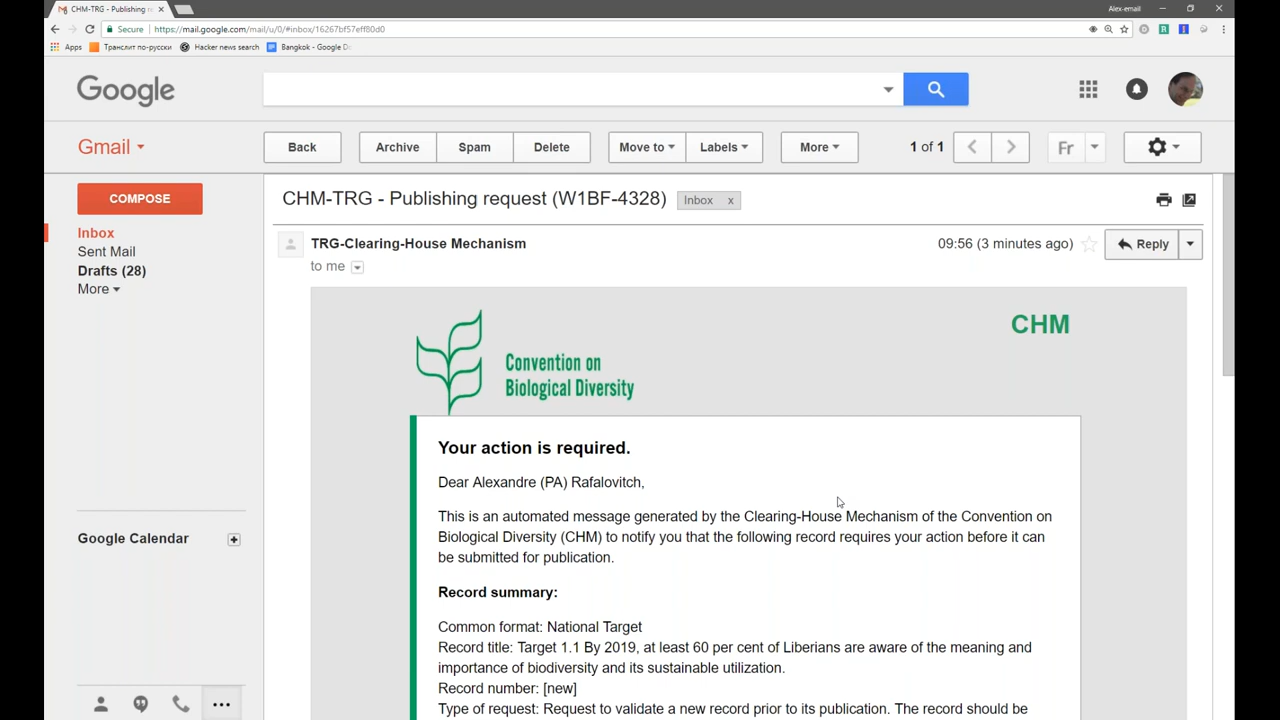 CHM-TRG - Publishing r
Alex-email
Secure https://mail.google.com/mail/u/0/#inbox/16267bf57eff80d0
Apps Транслит по-русски Hacker news search Bangkok - Google Do
Google
Gmail Back Archive Spam Delete Move to Labels More 1 of 1 Fr
COMPOSE
Inbox
Sent Mail
Drafts (28)
More
Google Calendar
CHM-TRG - Publishing request (W1BF-4328) Inbox x
TRG-Clearing-House Mechanism 09:56 (3 minutes ago) Reply
to me
CHM
Convention on
Biological Diversity
Your action is required.
Dear Alexandre (PA) Rafalovitch,
This is an automated message generated by the Clearing-House Mechanism of the Convention on
Biological Diversity (CHM) to notify you that the following record requires your action before it can
be submitted for publication.
Record summary:
Common format: National Target
Record title: Target 1.1 By 2019, at least 60 per cent of Liberians are aware of the meaning and
importance of biodiversity and its sustainable utilization.
Record number: [new]
Type of request: Request to validate a new record prior to its publication. The record should be